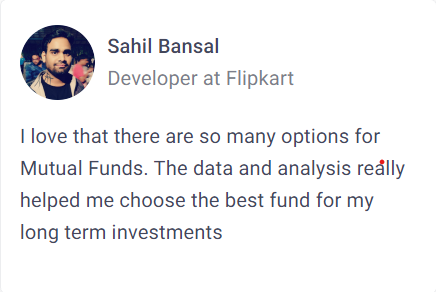 Sahil Bansal
Developer at Flipkart
I love that there are so many options for
Mutual Funds. The data and analysis really
helped me choose the best fund for my
long term investments